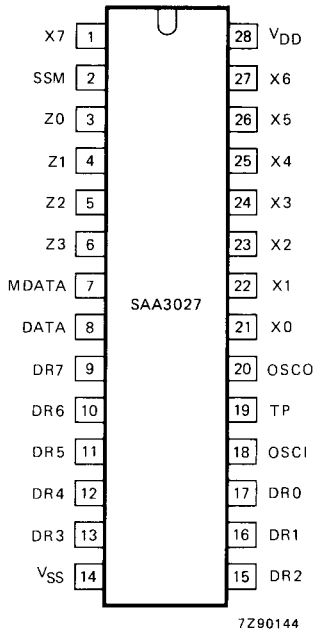 X7 1 28 VDD
SSM 2 27 X6
Z0 3 26 X5
Z1 4 25 X4
Z2 5 24 X3
Z3 6 23 X2
MDATA 7 22 X1
SAA3027
DATA 8 21 X0
DR7 9 20 OSCO
DR6 10 19 TP
DR5 11 18 OSCI
DR4 12 17 DR0
DR3 13 16 DR1
VSS 14 15 DR2
7Z90144